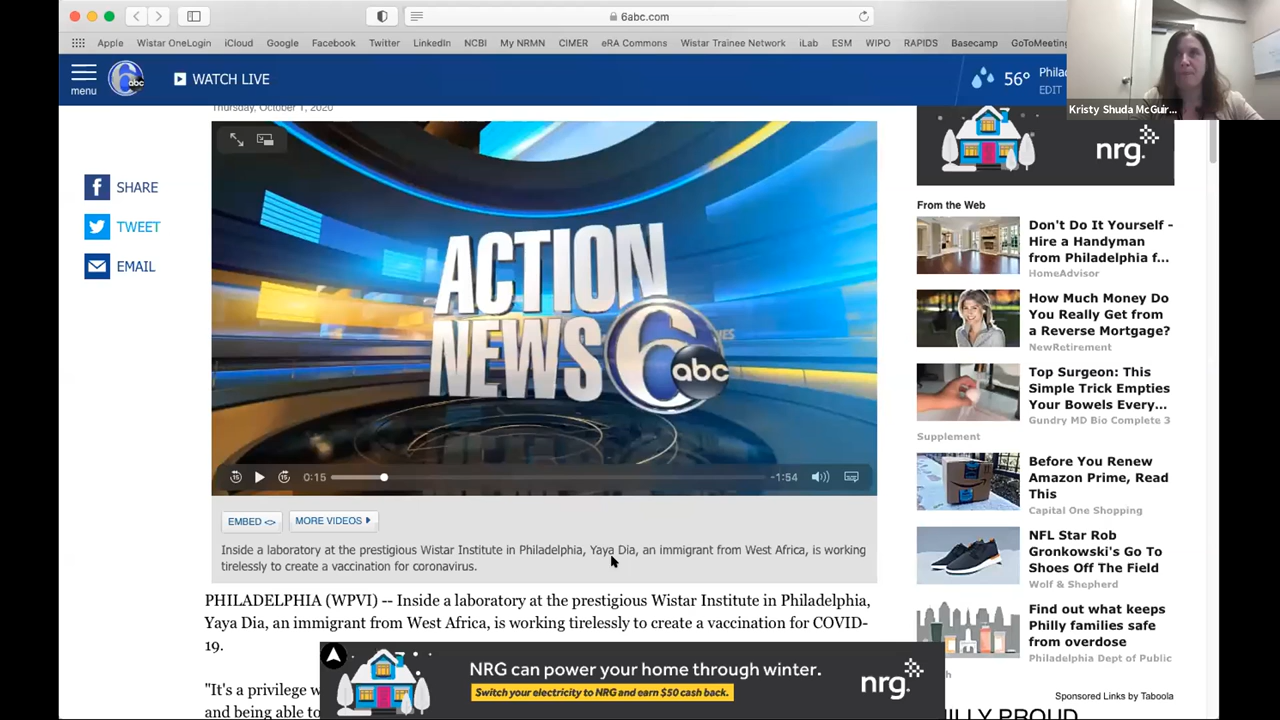 6abc.com
Apple Wistar OneLogin iCloud Google Facebook Twitter LinkedIn NCBI My NRMN CIMER eRA Commons Wistar Trainee Network iLab ESM WIPO RAPIDS Basecamp GoToMeeting
menu
6 abc
WATCH LIVE
56°
EDIT
Kristy Shuda McGuir...
Thursday, October 1, 2020
SHARE
TWEET
EMAIL
ACTION
NEWS
6
abc
0:15
-1:54
EMBED <>
MORE VIDEOS
Inside a laboratory at the prestigious Wistar Institute in Philadelphia, Yaya Dia, an immigrant from West Africa, is working
tirelessly to create a vaccination for coronavirus.
PHILADELPHIA (WPVI) -- Inside a laboratory at the prestigious Wistar Institute in Philadelphia,
Yaya Dia, an immigrant from West Africa, is working tirelessly to create a vaccination for COVID-
19.
"It's a privilege
and being able to
NRG can power your home through winter.
Switch your electricity to NRG and earn $50 cash back.
nrg
nrg
From the Web
Don't Do It Yourself -
Hire a Handyman
from Philadelphia f...
HomeAdvisor
How Much Money Do
You Really Get from
a Reverse Mortgage?
NewRetirement
Top Surgeon: This
Simple Trick Empties
Your Bowels Every...
Gundry MD Bio Complete 3
Supplement
Before You Renew
Amazon Prime, Read
This
Capital One Shopping
NFL Star Rob
Gronkowski's Go To
Shoes Off The Field
Wolf & Shepherd
Find out what keeps
Philly families safe
from overdose
Philadelphia Dept of Public
Sponsored Links by Taboola
PROUD